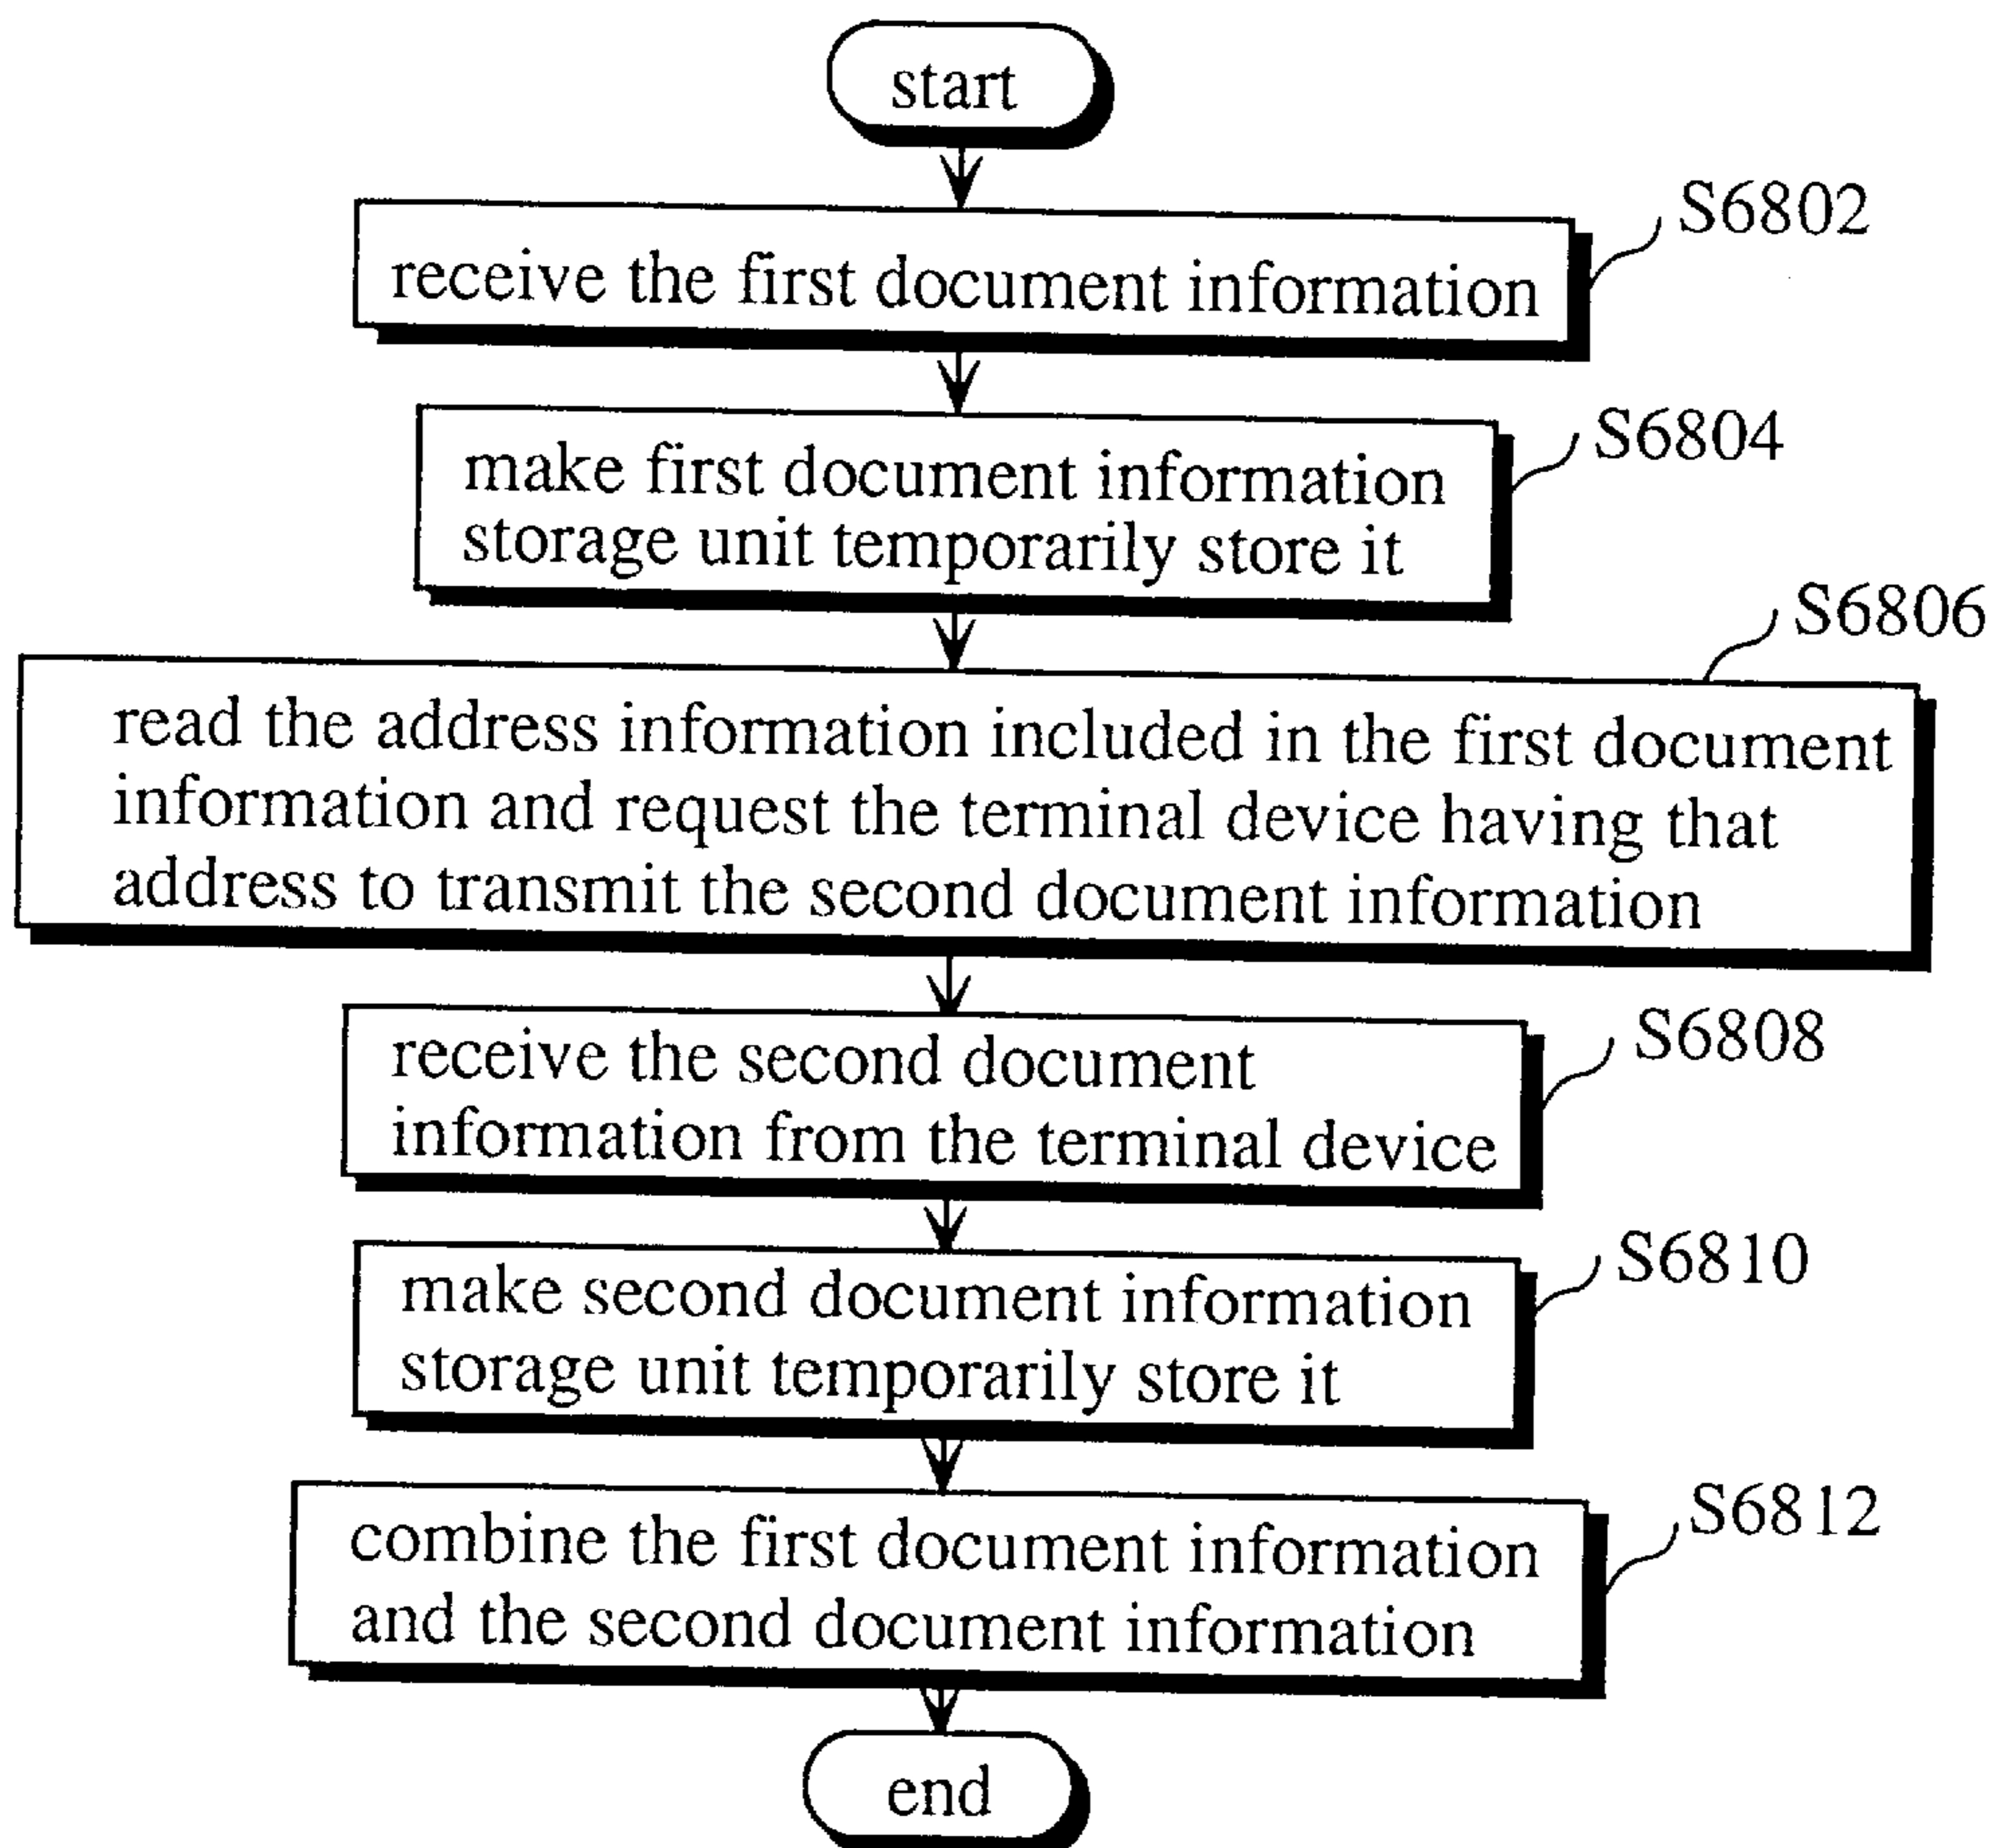 start
S6802
receive the first document information
S6804
make first document information
storage unit temporarily store it
S6806
read the address information included in the first document
information and request the terminal device having that
address to transmit the second document information
S6808
receive the second document
information from the terminal device
S6810
make second document information
storage unit temporarily store it
S6812
combine the first document information
and the second document information
end